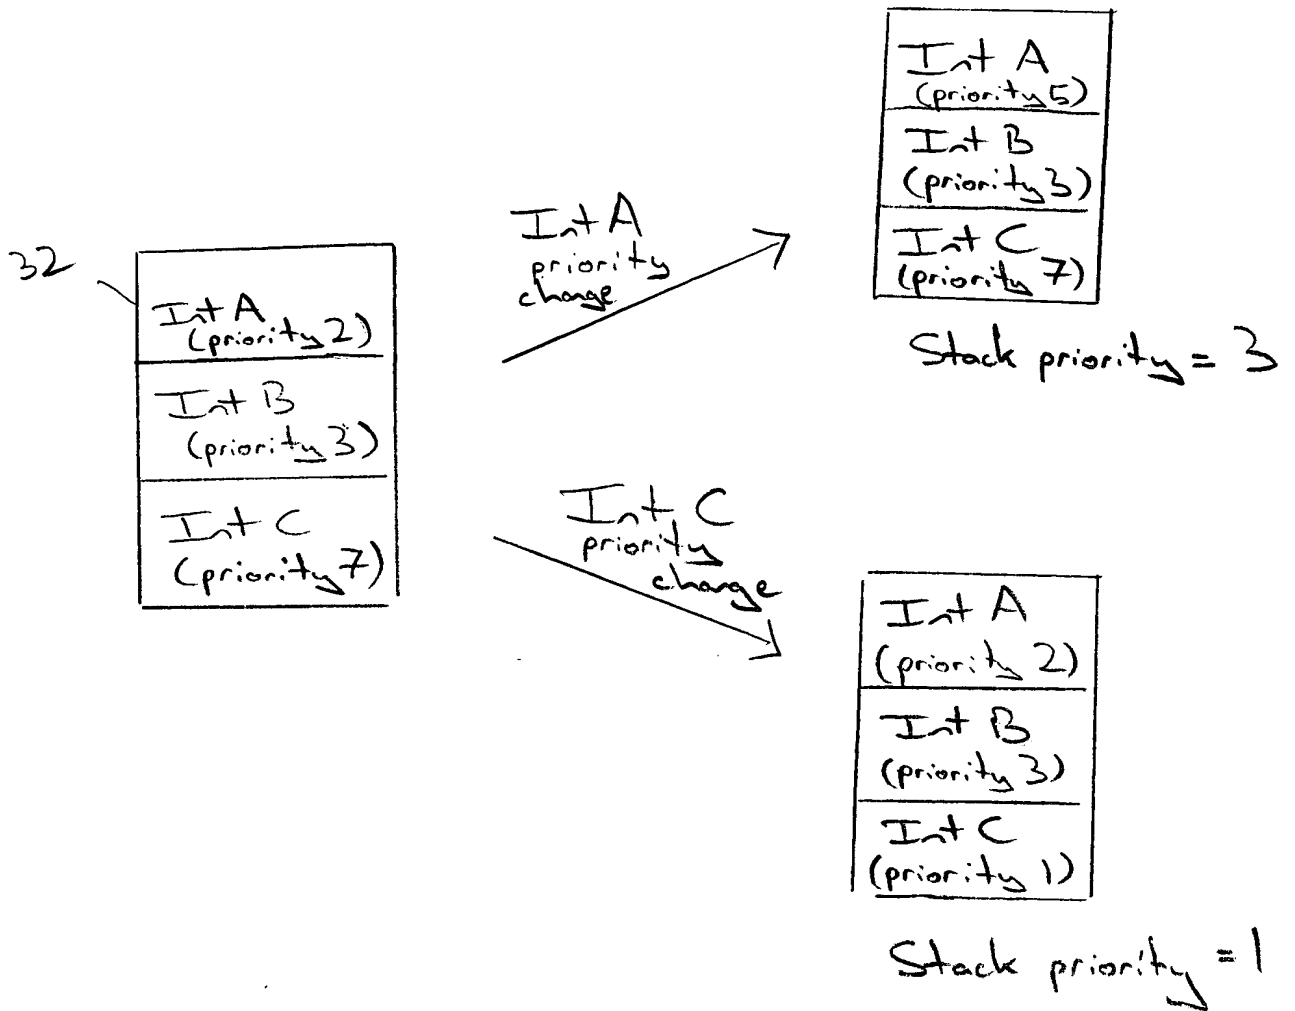 32
Int A
(priority 2)
Int B
(priority 3)
Int C
(priority 7)
Int A
priority
change
Int C
priority
change
Int A
(priority 5)
Int B
(priority 3)
Int C
(priority 7)
Stack priority = 3
Int A
(priority 2)
Int B
(priority 3)
Int C
(priority 1)
Stack priority = 1